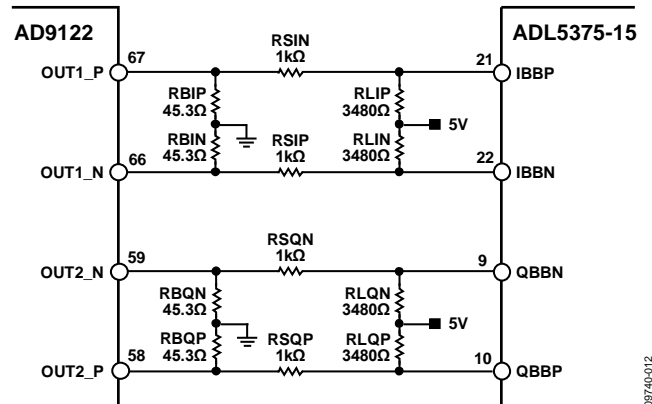 AD9122
ADL5375-15
OUT1_P
67
RSIN
1kΩ
21
IBBP
RBIP
45.3Ω
RLIP
3480Ω
5V
RBIN
45.3Ω
RSIP
1kΩ
RLIN
3480Ω
OUT1_N
66
22
IBBN
OUT2_N
59
RSQN
1kΩ
9
QBBN
RBQN
45.3Ω
RLQN
3480Ω
5V
RBQP
45.3Ω
RSQP
1kΩ
RLQP
3480Ω
OUT2_P
58
10
QBBP
09740-012